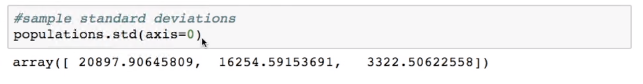 #sample standard deviations
populations.std(axis=0)
array([ 20897.90645809, 16254.59153691, 3322.50622558])